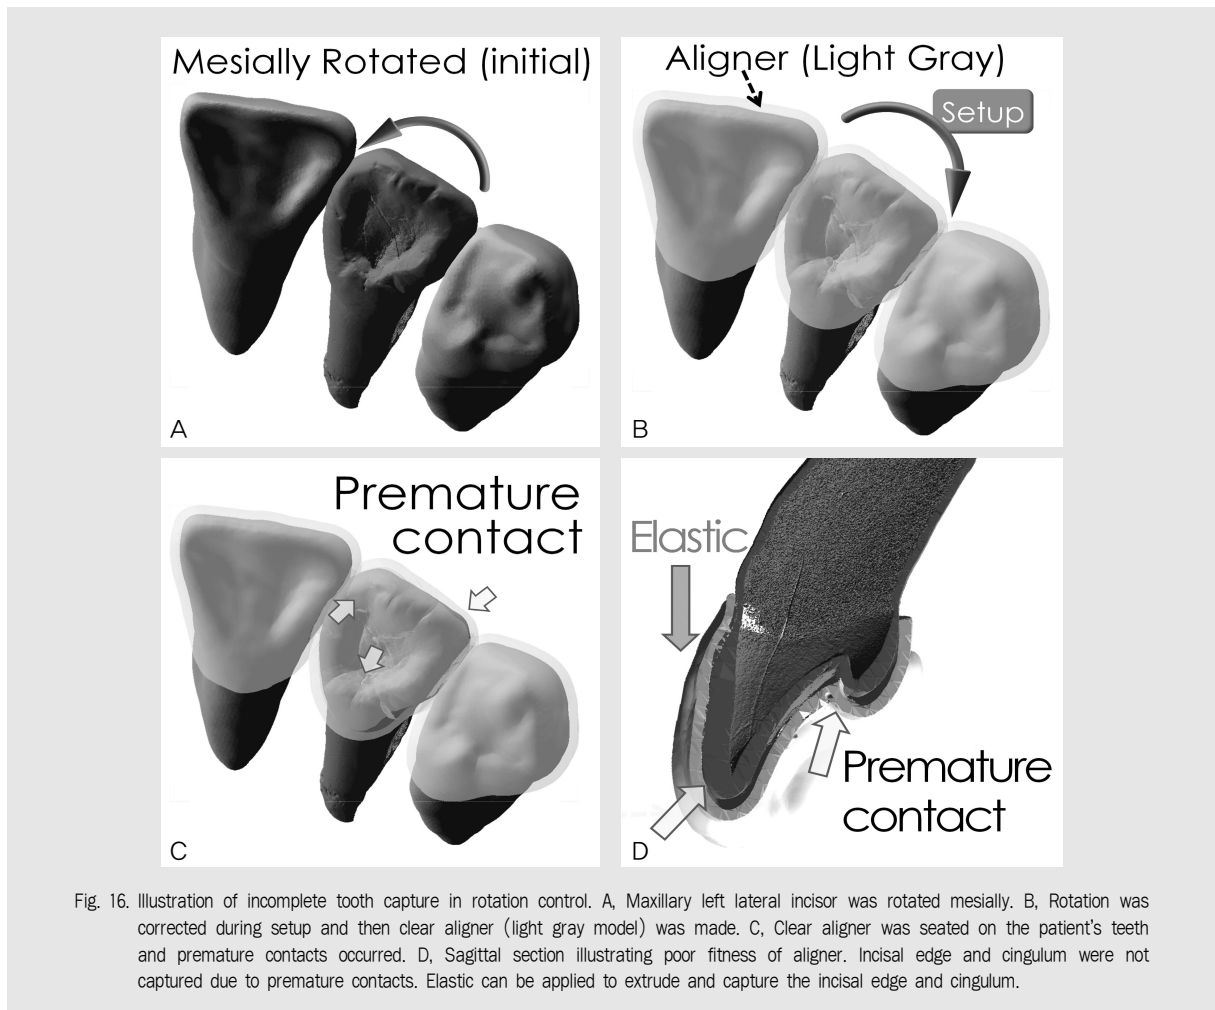 Mesially Rotated (initial)
A
Aligner (Light Gray)
Setup
B
Premature
contact
C
Elastic
Premature
contact
D
Fig. 16. Illustration of incomplete tooth capture in rotation control. A, Maxillary left lateral incisor was rotated mesially. B, Rotation was
corrected during setup and then clear aligner (light gray model) was made. C, Clear aligner was seated on the patient's teeth
and premature contacts occurred. D, Sagittal section illustrating poor fitness of aligner. Incisal edge and cingulum were not
captured due to premature contacts. Elastic can be applied to extrude and capture the incisal edge and cingulum.